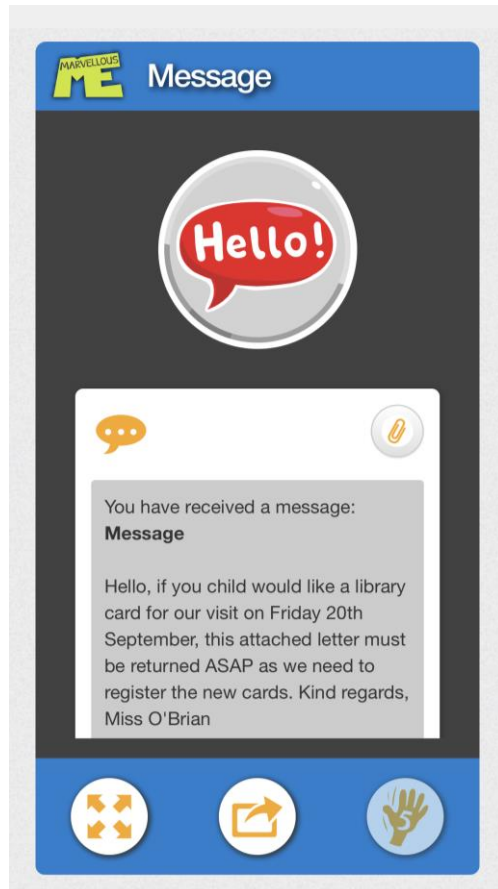 MARVELLOUS
ME
Message
Hello!
You have received a message:
Message
Hello, if you child would like a library
card for our visit on Friday 20th
September, this attached letter must
be returned ASAP as we need to
register the new cards. Kind regards,
Miss O'Brian
5